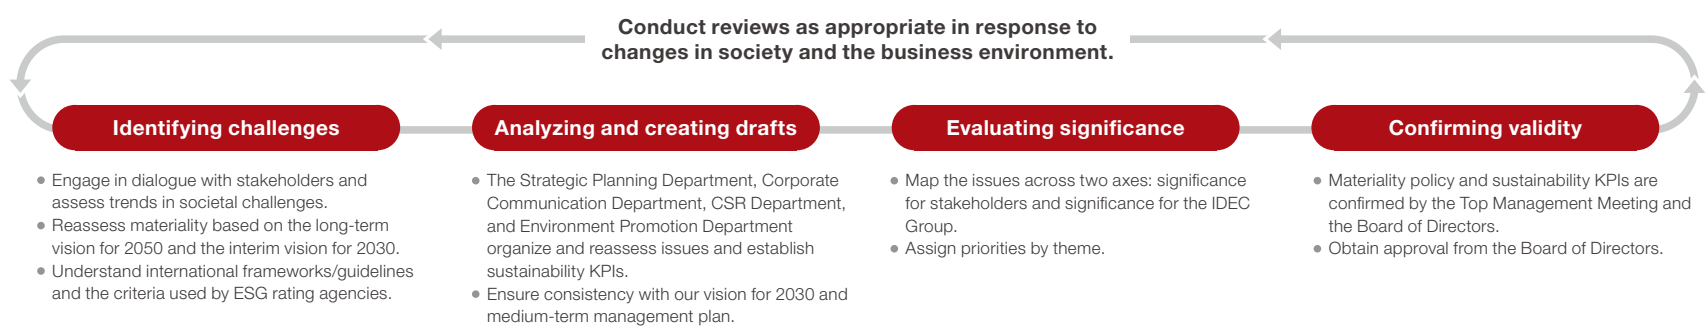 Conduct reviews as appropriate in response to
changes in society and the business environment.
Identifying challenges
• Engage in dialogue with stakeholders and
assess trends in societal challenges.
• Reassess materiality based on the long-term
vision for 2050 and the interim vision for 2030.
• Understand international frameworks/guidelines
and the criteria used by ESG rating agencies.
Analyzing and creating drafts
• The Strategic Planning Department, Corporate
Communication Department, CSR Department,
and Environment Promotion Department
organize and reassess issues and establish
sustainability KPIs.
• Ensure consistency with our vision for 2030 and
medium-term management plan.
Evaluating significance
• Map the issues across two axes: significance
for stakeholders and significance for the IDEC
Group.
• Assign priorities by theme.
Confirming validity
• Materiality policy and sustainability KPIs are
confirmed by the Top Management Meeting and
the Board of Directors.
• Obtain approval from the Board of Directors.